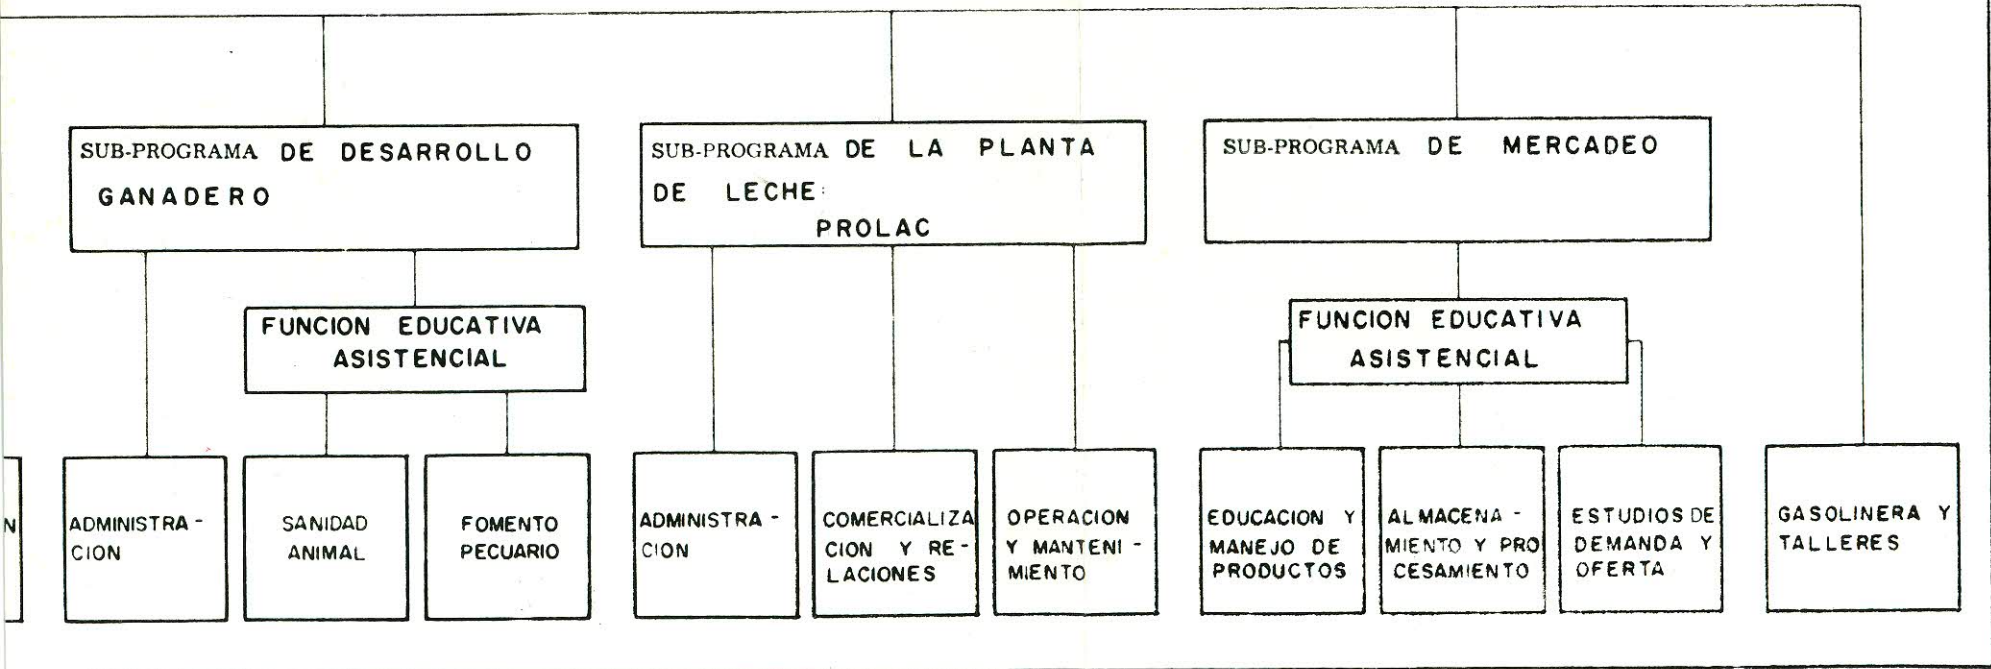 SUB-PROGRAMA DE DESARROLLO
GANADERO
SUB-PROGRAMA DE LA PLANTA
DE LECHE:
PROLAC
SUB-PROGRAMA DE MERCADEO
FUNCION EDUCATIVA
ASISTENCIAL
FUNCION EDUCATIVA
ASISTENCIAL
N
ADMINISTRA-
CION
SANIDAD
ANIMAL
FOMENTO
PECUARIO
ADMINISTRA-
CION
COMERCIALIZA
CION Y RE-
LACIONES
OPERACION
Y MANTENI-
MIENTO
EDUCACION Y
MANEJO DE
PRODUCTOS
ALMACENA-
MIENTO Y PRO
CESAMIENTO
ESTUDIOS DE
DEMANDA Y
OFERTA
GASOLINERA Y
TALLERES